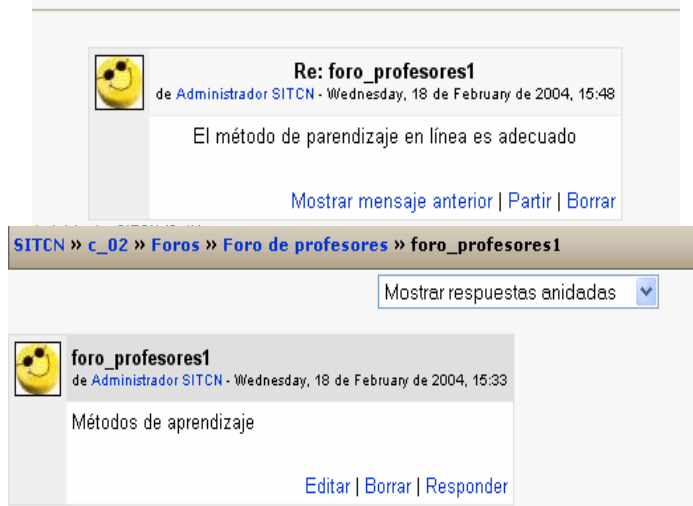 Re: foro_profesores1
de Administrador SITCN - Wednesday, 18 de February de 2004, 15:48
El método de parendizaje en línea es adecuado
Mostrar mensaje anterior | Partir | Borrar
SITCN » c_02 » Foros » Foro de profesores » foro_profesores1
Mostrar respuestas anidadas
foro_profesores1
de Administrador SITCN - Wednesday, 18 de February de 2004, 15:33
Métodos de aprendizaje
Editar | Borrar | Responder